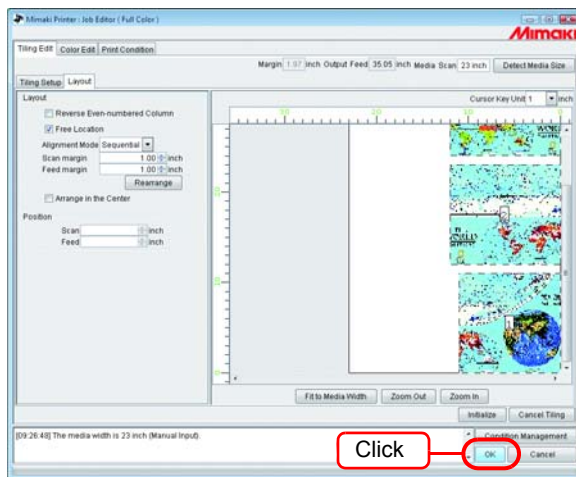 Mimaki Printer : Job Editor ( Full Color )
Mimaki
Tiling Edit Color Edit Print Condition
Margin 1.97 inch Output Feed 35.05 inch Media Scan 23 inch Detect Media Size
Tiling Setup Layout
Layout
Cursor Key Unit 1 inch
Reverse Even-numbered Column
Free Location
Alignment Mode Sequential
Scan margin 1.00 inch
Feed margin 1.00 inch
Rearrange
Arrange in the Center
Position
Scan inch
Feed inch
30 20 10 0
2
WORLD
1
Fit to Media Width Zoom Out Zoom In
Initialize Cancel Tiling
[09:26:48] The media width is 23 inch (Manual Input).
Condition Management
Click
OK Cancel